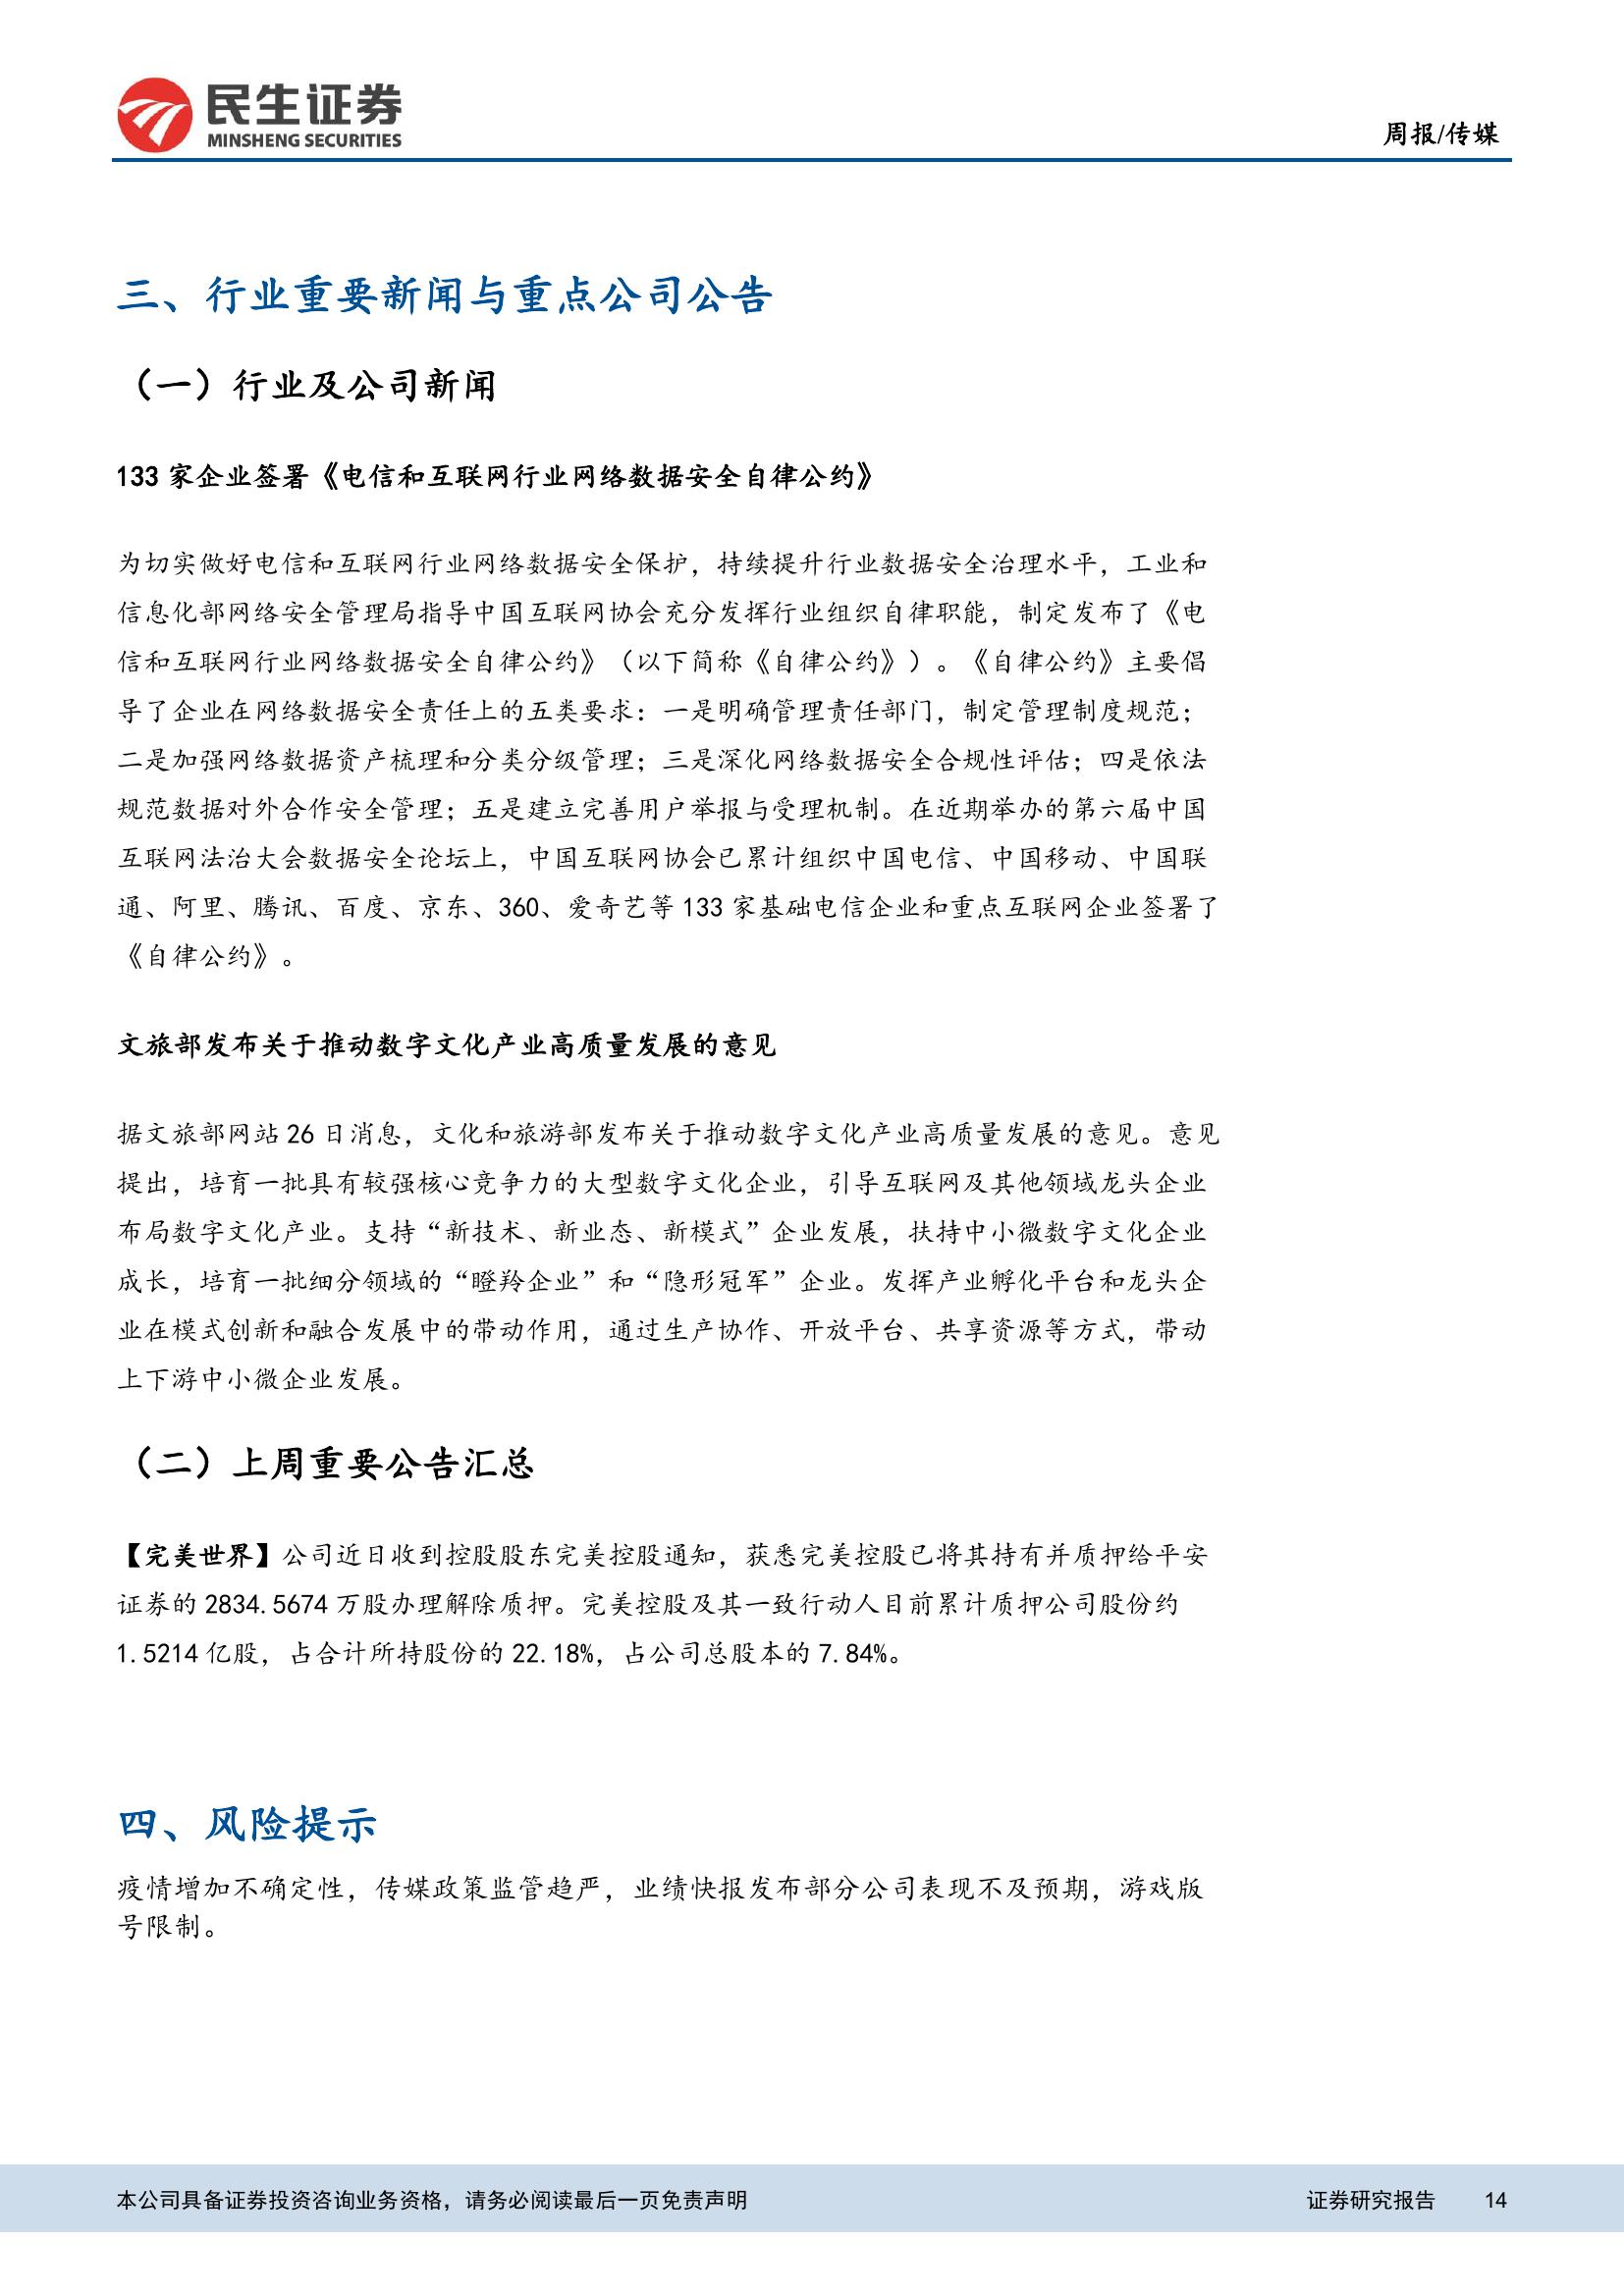 民生证券
MINSHENG SECURITIES
周报/传媒
三、行业重要新闻与重点公司公告
（一）行业及公司新闻
133 家企业签署《电信和互联网行业网络数据安全自律公约》
为切实做好电信和互联网行业网络数据安全保护，持续提升行业数据安全治理水平，工业和
信息化部网络安全管理局指导中国互联网协会充分发挥行业组织自律职能，制定发布了《电
信和互联网行业网络数据安全自律公约》（以下简称《自律公约》）。《自律公约》主要倡
导了企业在网络数据安全责任上的五类要求：一是明确管理责任部门，制定管理制度规范；
二是加强网络数据资产梳理和分类分级管理；三是深化网络数据安全合规性评估；四是依法
规范数据对外合作安全管理；五是建立完善用户举报与受理机制。在近期举办的第六届中国
互联网法治大会数据安全论坛上，中国互联网协会已累计组织中国电信、中国移动、中国联
通、阿里、腾讯、百度、京东、360、爱奇艺等 133 家基础电信企业和重点互联网企业签署了
《自律公约》。
文旅部发布关于推动数字文化产业高质量发展的意见
据文旅部网站 26 日消息，文化和旅游部发布关于推动数字文化产业高质量发展的意见。意见
提出，培育一批具有较强核心竞争力的大型数字文化企业，引导互联网及其他领域龙头企业
布局数字文化产业。支持“新技术、新业态、新模式”企业发展，扶持中小微数字文化企业
成长，培育一批细分领域的“瞪羚企业”和“隐形冠军”企业。发挥产业孵化平台和龙头企
业在模式创新和融合发展中的带动作用，通过生产协作、开放平台、共享资源等方式，带动
上下游中小微企业发展。
（二）上周重要公告汇总
【完美世界】公司近日收到控股股东完美控股通知，获悉完美控股已将其持有并质押给平安
证券的 2834.5674 万股办理解除质押。完美控股及其一致行动人目前累计质押公司股份约
1.5214 亿股，占合计所持股份的 22.18%，占公司总股本的 7.84%。
四、风险提示
疫情增加不确定性，传媒政策监管趋严，业绩快报发布部分公司表现不及预期，游戏版
号限制。
本公司具备证券投资咨询业务资格，请务必阅读最后一页免责声明
证券研究报告 14